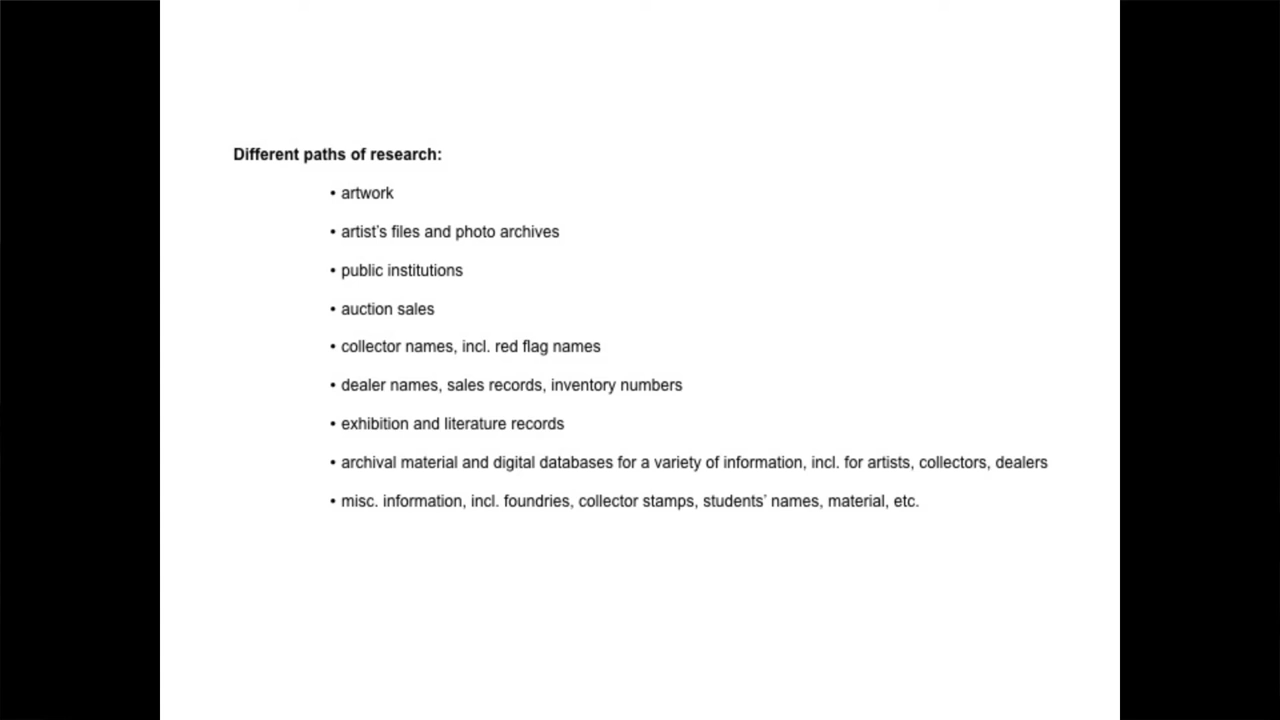 Different paths of research:
• artwork
• artist's files and photo archives
• public institutions
• auction sales
• collector names, incl. red flag names
• dealer names, sales records, inventory numbers
• exhibition and literature records
• archival material and digital databases for a variety of information, incl. for artists, collectors, dealers
• misc. information, incl. foundries, collector stamps, students' names, material, etc.